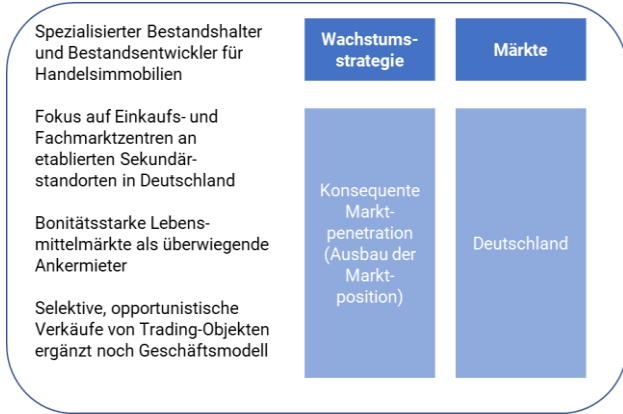 Spezialisierter Bestandshalter
und Bestandsentwickler für
Handelsimmobilien
Fokus auf Einkaufs- und
Fachmarktzentren an
etablierten Sekundär-
standorten in Deutschland
Bonitätsstarke Lebens-
mittelmärkte als überwiegende
Ankermieter
Selektive, opportunistische
Verkäufe von Trading-Objekten
ergänzt noch Geschäftsmodell
Wachstums-
strategie
Konsequente
Markt-
penetration
(Ausbau der
Markt-
position)
Märkte
Deutschland